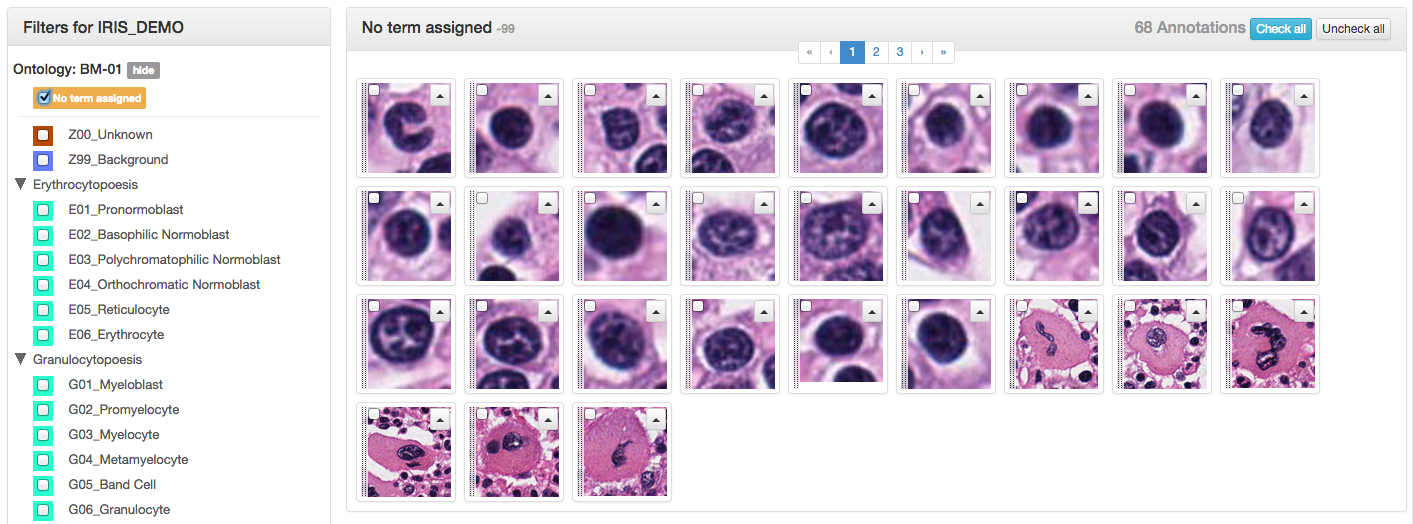 Filters for IRIS_DEMO
Ontology: BM-01 hide
No term assigned
Z00_Unknown
Z99_Background
Erythrocytopoesis
E01_Pronormoblast
E02_Basophilic Normoblast
E03_Polychromatophilic Normoblast
E04_Orthochromatic Normoblast
E05_Reticulocyte
E06_Erythrocyte
Granulocytopoesis
G01_Myeloblast
G02_Promyelocyte
G03_Myelocyte
G04_Metamyelocyte
G05_Band Cell
G06_Granulocyte
No term assigned -99
68 Annotations Check all Uncheck all
« ‹ 1 2 3 › »